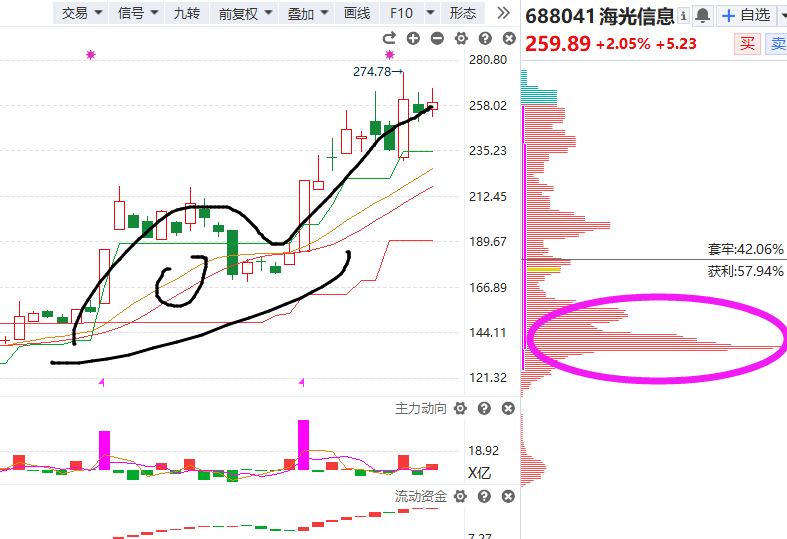 交易 信号 九转 前复权 叠加 画线 F10 形态
688041 海光信息 自选
259.89 +2.05% +5.23 买 卖
280.80
274.78
258.02
235.23
212.45
189.67
166.89
144.11
121.32
套牢:42.06%
获利:57.94%
主力动向
18.92
X亿
流动资金
7.27